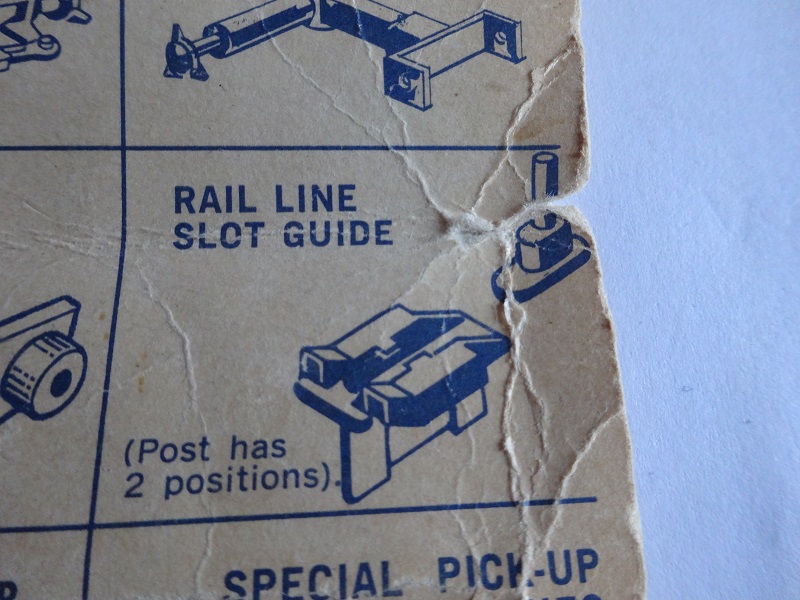 RAIL LINE
SLOT GUIDE
(Post has
2 positions).
SPECIAL PICK-UP